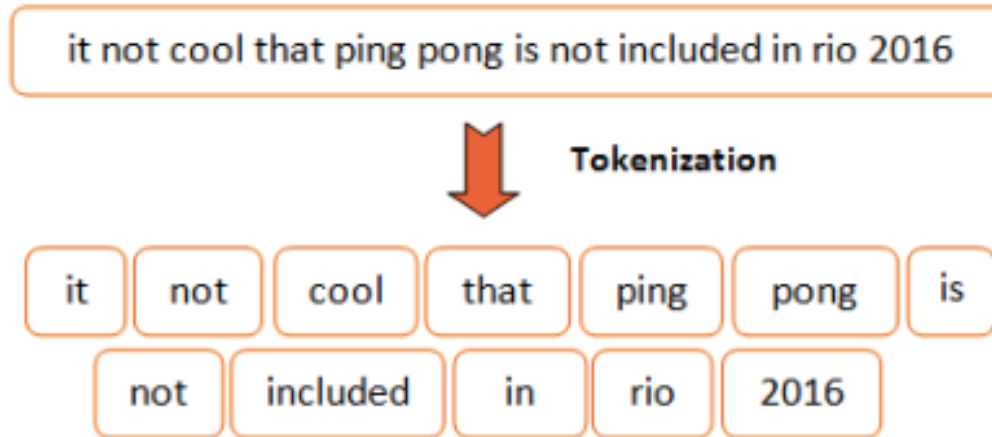 it not cool that ping pong is not included in rio 2016
Tokenization
it not cool that ping pong is
not included in rio 2016